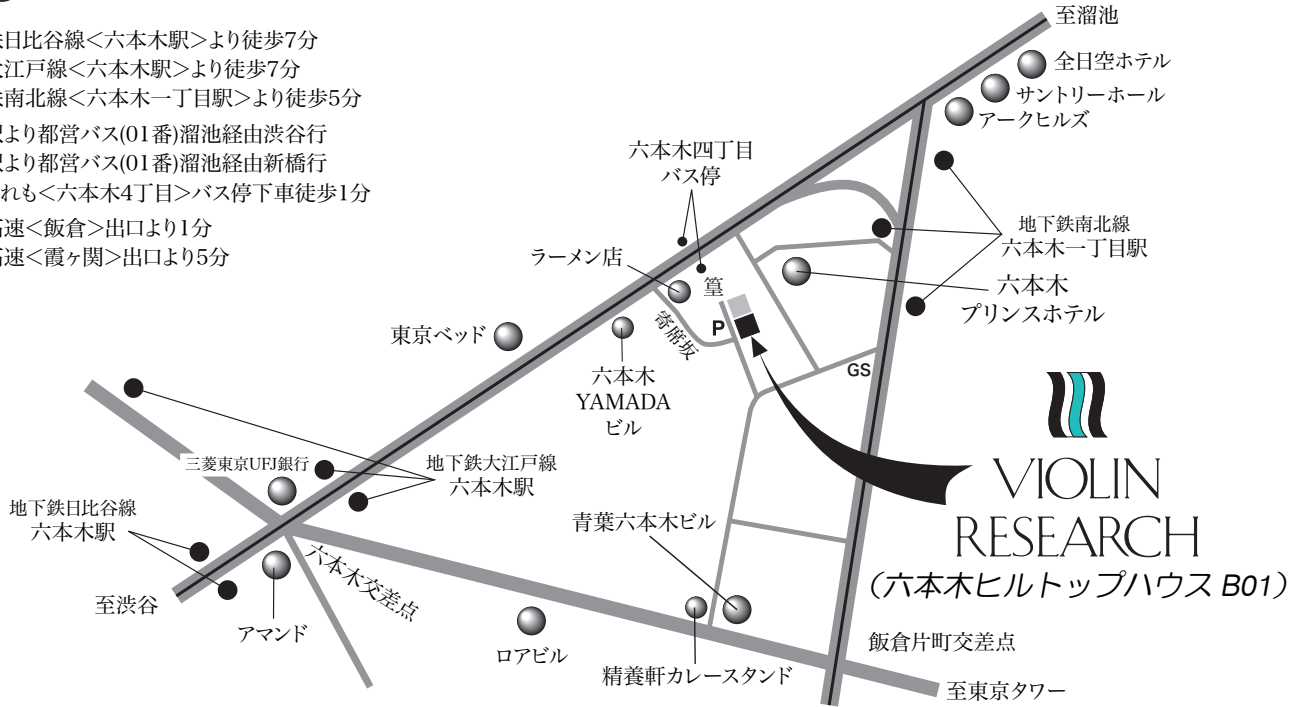 日比谷線＜六本木駅＞より徒歩7分
江戸線＜六本木駅＞より徒歩7分
南北線＜六本木一丁目駅＞より徒歩5分
より都営バス(01番)溜池経由渋谷行
より都営バス(01番)溜池経由新橋行
れも＜六本木4丁目＞バス停下車徒歩1分
速＜飯倉＞出口より1分
速＜霞ヶ関＞出口より5分
至溜池
全日空ホテル
サントリーホール
アークヒルズ
六本木四丁目
バス停
地下鉄南北線
六本木一丁目駅
ラーメン店
篁
六本木
プリンスホテル
P
寄席坂
東京ベッド
六本木
YAMADA
ビル
GS
三菱東京UFJ銀行
地下鉄大江戸線
六本木駅
地下鉄日比谷線
六本木駅
VIOLIN
RESEARCH
（六本木ヒルトップハウス B01）
青葉六本木ビル
六本木交差点
至渋谷
アマンド
ロアビル
精養軒カレースタンド
飯倉片町交差点
至東京タワー